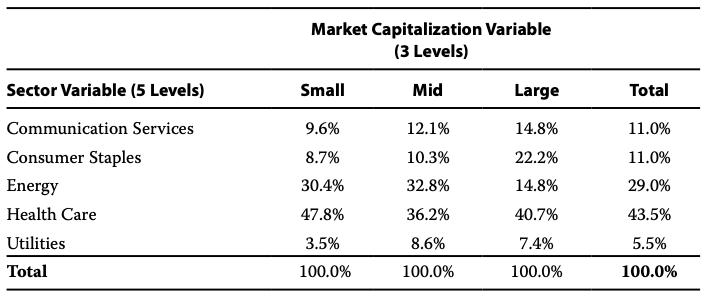 Market Capitalization Variable
(3 Levels)
Sector Variable (5 Levels) Small Mid Large Total
Communication Services 9.6% 12.1% 14.8% 11.0%
Consumer Staples 8.7% 10.3% 22.2% 11.0%
Energy 30.4% 32.8% 14.8% 29.0%
Health Care 47.8% 36.2% 40.7% 43.5%
Utilities 3.5% 8.6% 7.4% 5.5%
Total 100.0% 100.0% 100.0% 100.0%